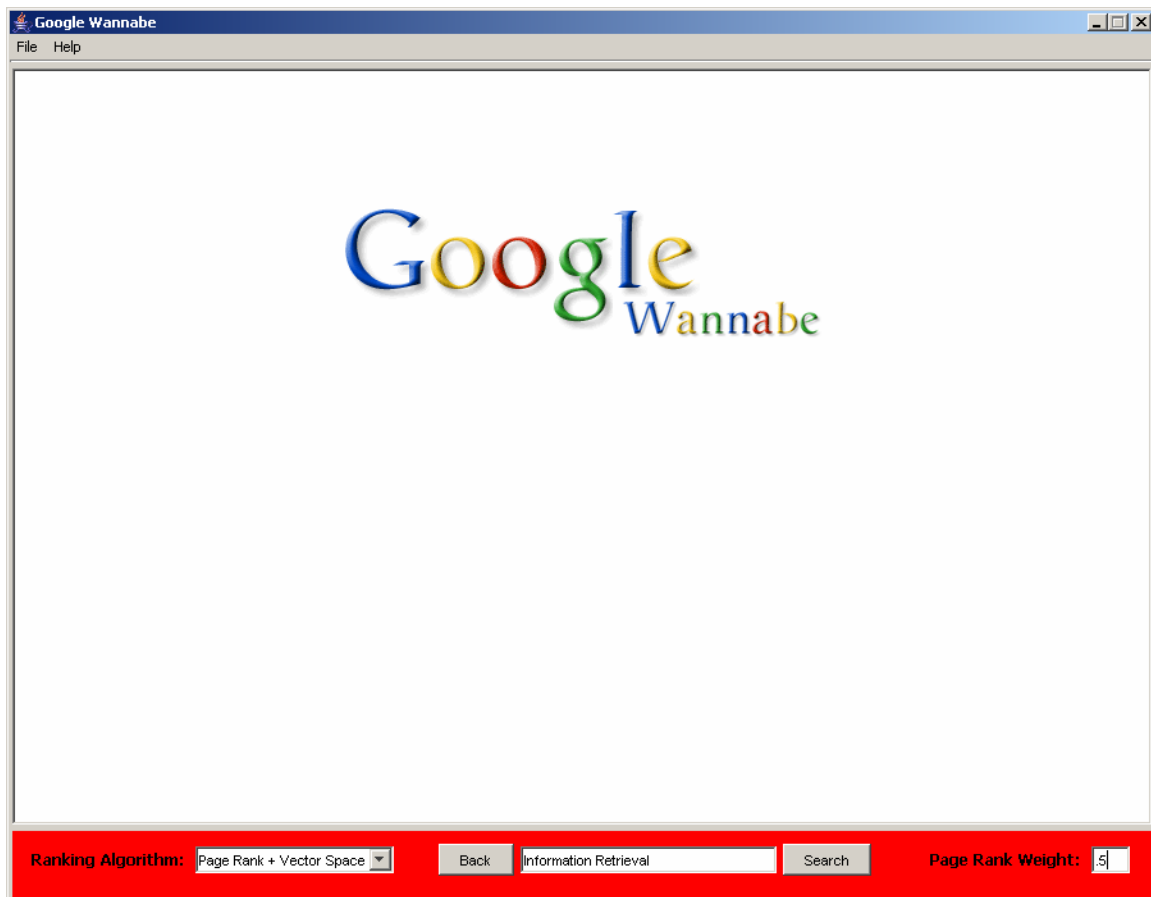 Google Wannabe
File Help
Google
Wannabe
Ranking Algorithm: Page Rank + Vector Space Back Information Retrieval Search Page Rank Weight: .5